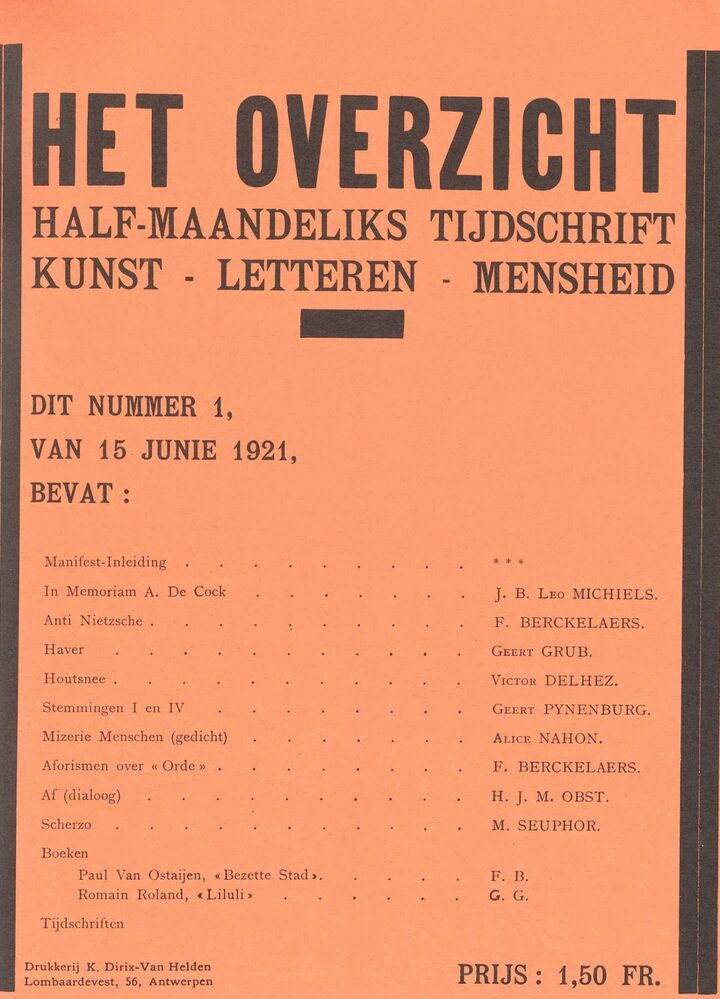 HET OVERZICHT
HALF-MAANDELIKS TIJDSCHRIFT
KUNST - LETTEREN - MENSHEID
DIT NUMMER 1,
VAN 15 JUNIE 1921,
BEVAT :
Manifest-Inleiding . . . . . . . . . * * *
In Memoriam A. De Cock . . . . . . . J. B. Leo MICHIELS.
Anti Nietzsche . . . . . . . . . . F. BERCKELAERS.
Haver . . . . . . . . . . . Geert GRUB.
Houtsnee . . . . . . . . . . . Victor DELHEZ.
Stemmingen I en IV . . . . . . . . Geert PYNENBURG.
Mizerie Menschen (gedicht) . . . . . . . Alice NAHON.
Aforismen over « Orde » . . . . . . . . F. BERCKELAERS.
Af (dialoog) . . . . . . . . . . H. J. M. OBST.
Scherzo . . . . . . . . . . . M. SEUPHOR.
Boeken
Paul Van Ostaijen, « Bezette Stad ». . . . . F. B.
Romain Roland, « Liluli » . . . . . . G. G.
Tijdschriften
Drukkerij K. Dirix-Van Helden
Lombaardevest, 56, Antwerpen
PRIJS : 1,50 FR.